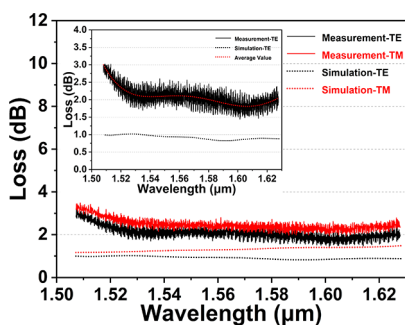 12
10
8
6
4
2
0
Loss (dB)
1.50 1.52 1.54 1.56 1.58 1.60 1.62
Wavelength (μm)
Measurement-TE
Measurement-TM
Simulation-TE
Simulation-TM
4.0
3.5
3.0
2.5
2.0
1.5
1.0
0.5
0.0
Loss (dB)
1.50 1.52 1.54 1.56 1.58 1.60 1.62
Wavelength (μm)
Measurement-TE
Simulation-TE
Average Value